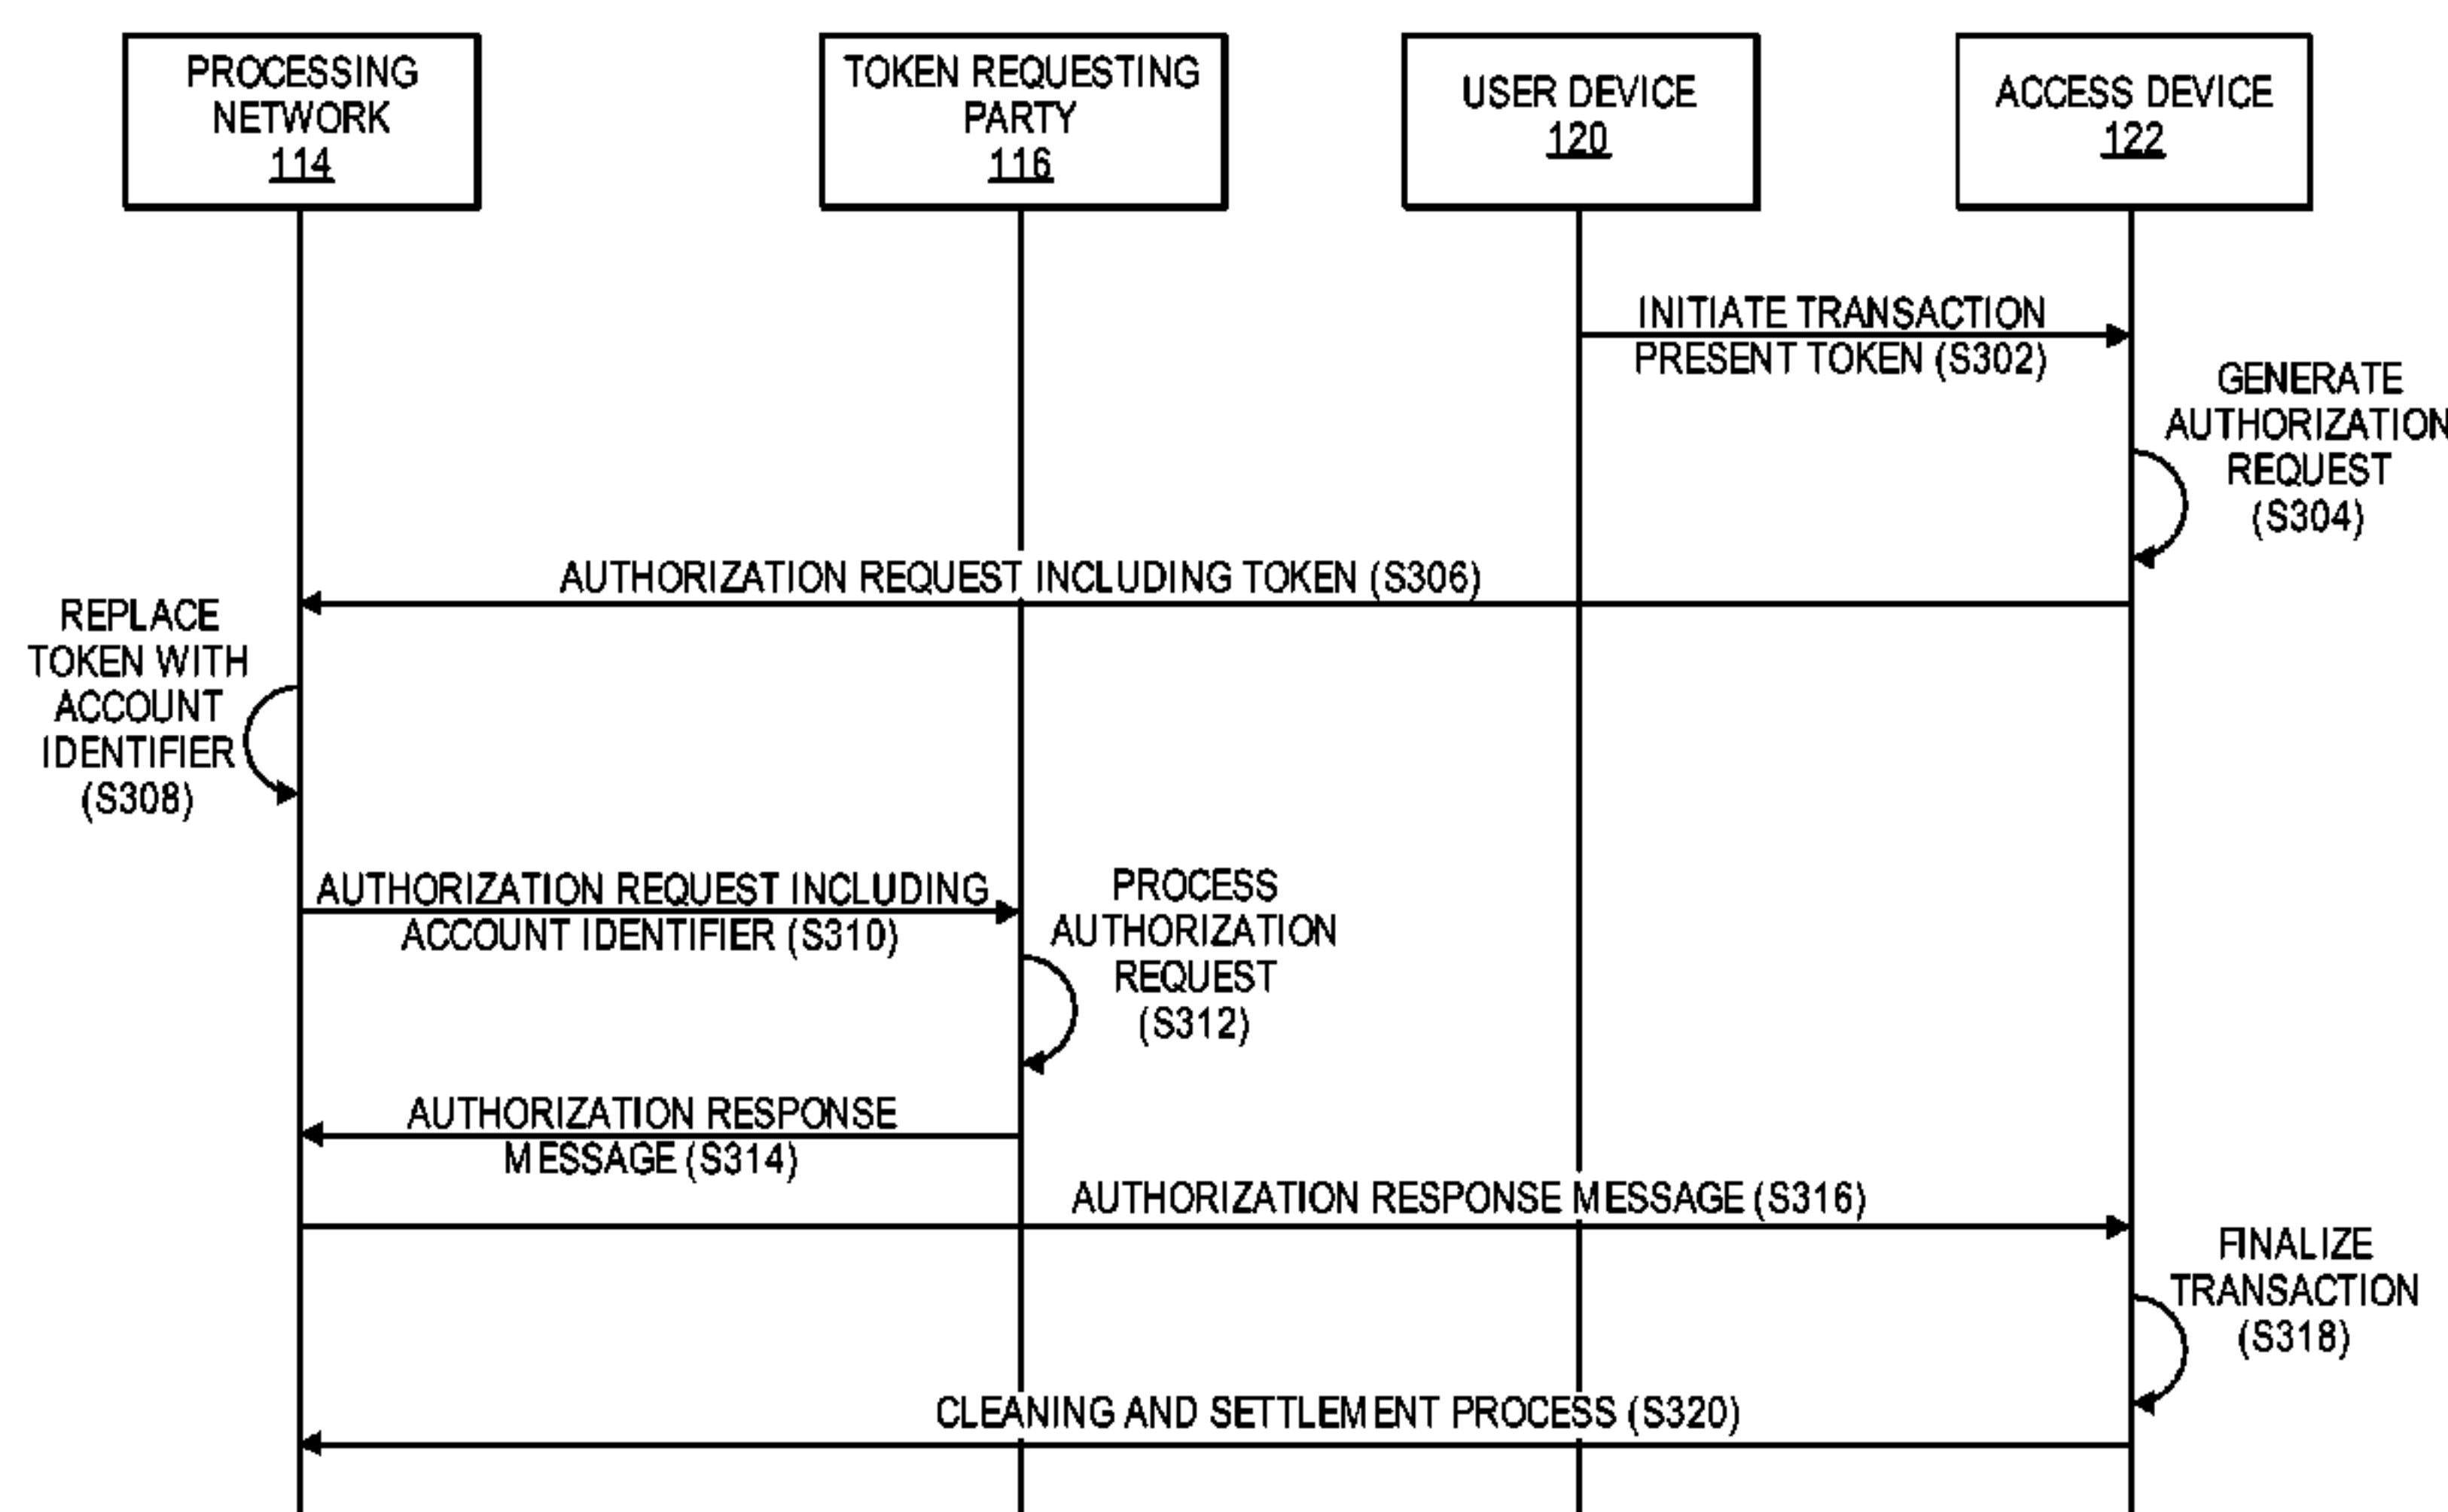 PROCESSING
NETWORK
114
TOKEN REQUESTING
PARTY
116
USER DEVICE
120
ACCESS DEVICE
122
INITIATE TRANSACTION
PRESENT TOKEN (S302)
GENERATE
AUTHORIZATION
REQUEST
(S304)
AUTHORIZATION REQUEST INCLUDING TOKEN (S306)
REPLACE
TOKEN WITH
ACCOUNT
IDENTIFIER
(S308)
AUTHORIZATION REQUEST INCLUDING
ACCOUNT IDENTIFIER (S310)
PROCESS
AUTHORIZATION
REQUEST
(S312)
AUTHORIZATION RESPONSE
MESSAGE (S314)
AUTHORIZATION RESPONSE MESSAGE (S316)
FINALIZE
TRANSACTION
(S318)
CLEANING AND SETTLEMENT PROCESS (S320)